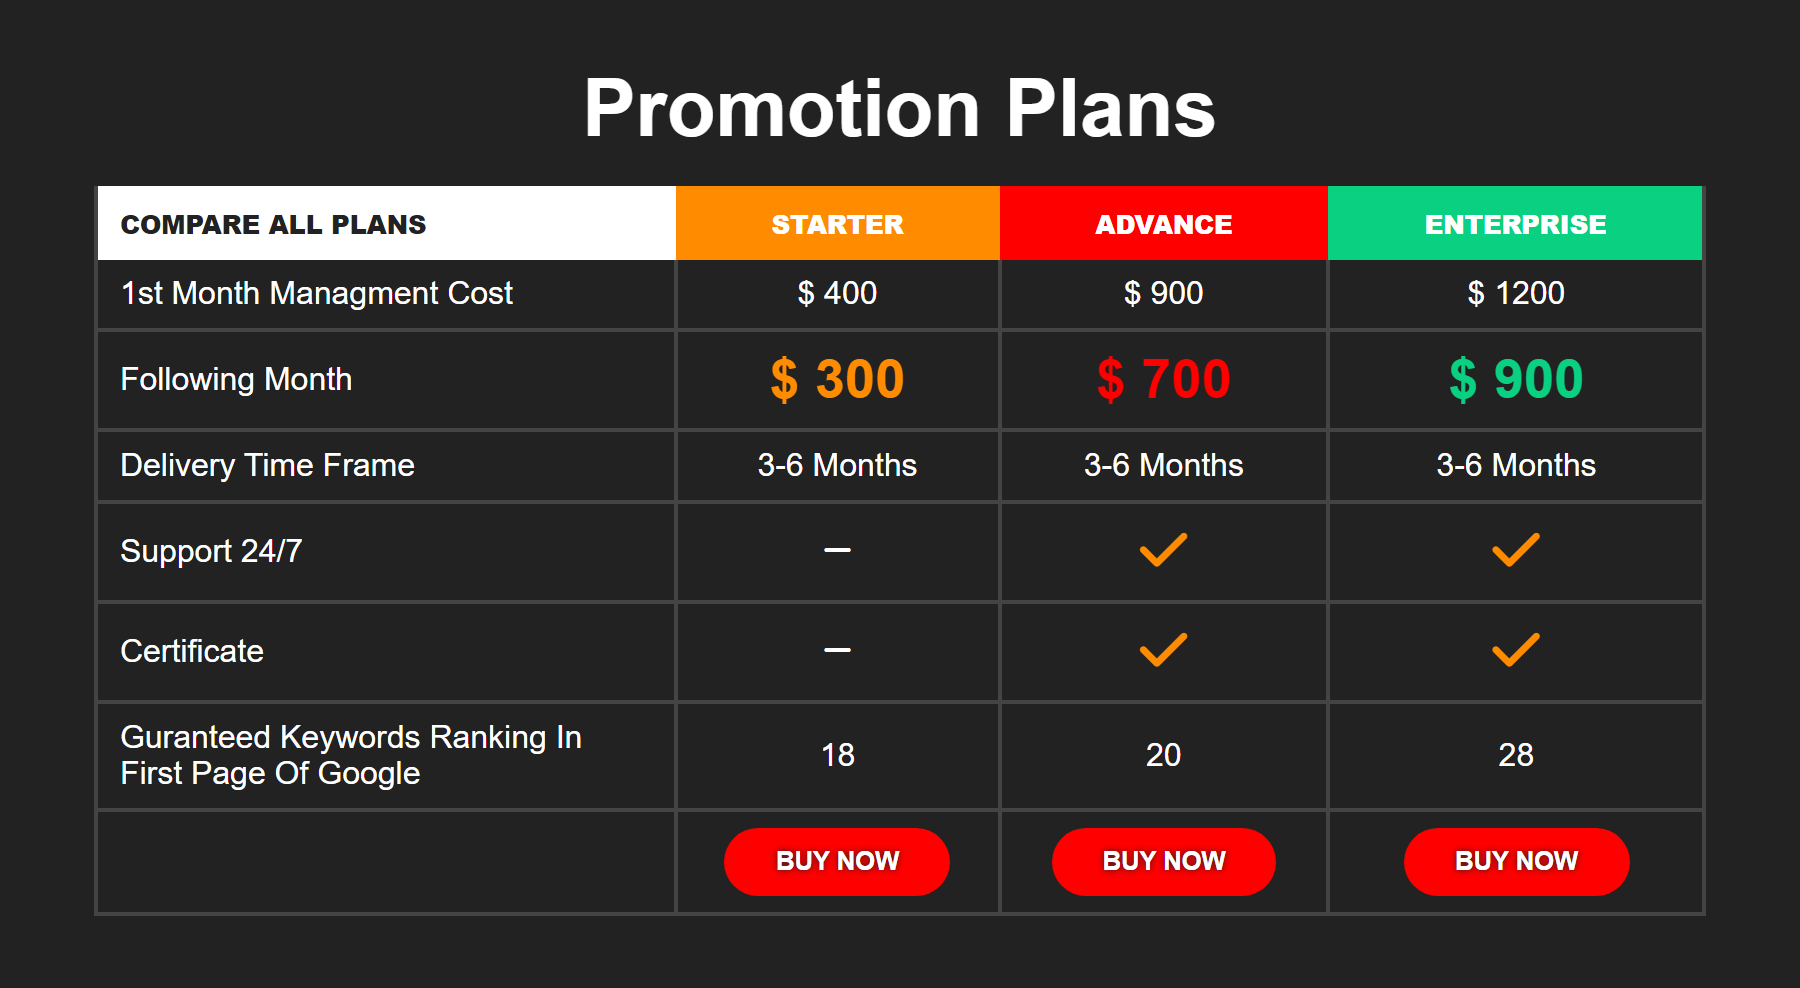 Promotion Plans
COMPARE ALL PLANS STARTER ADVANCE ENTERPRISE
1st Month Managment Cost $ 400 $ 900 $ 1200
Following Month $ 300 $ 700 $ 900
Delivery Time Frame 3-6 Months 3-6 Months 3-6 Months
Support 24/7 –
Certificate –
Guranteed Keywords Ranking In
First Page Of Google 18 20 28
BUY NOW BUY NOW BUY NOW